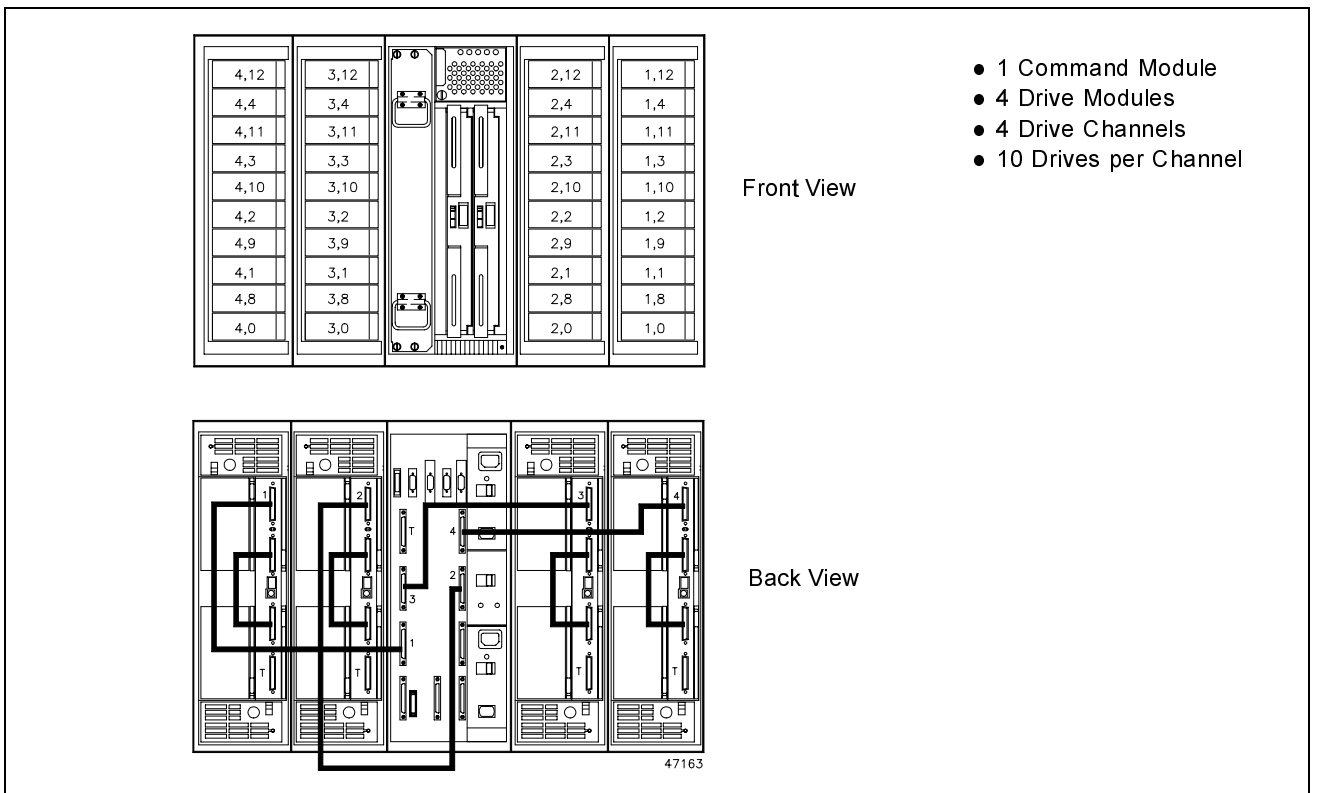 4,12 3,12 2,12 1,12
4,4 3,4 2,4 1,4
4,11 3,11 2,11 1,11
4,3 3,3 2,3 1,3
4,10 3,10 2,10 1,10
4,2 3,2 2,2 1,2
4,9 3,9 2,9 1,9
4,1 3,1 2,1 1,1
4,8 3,8 2,8 1,8
4,0 3,0 2,0 1,0
Front View
● 1 Command Module
● 4 Drive Modules
● 4 Drive Channels
● 10 Drives per Channel
1 2 3 4
T 4
2
3
1
T T T T
Back View
47163